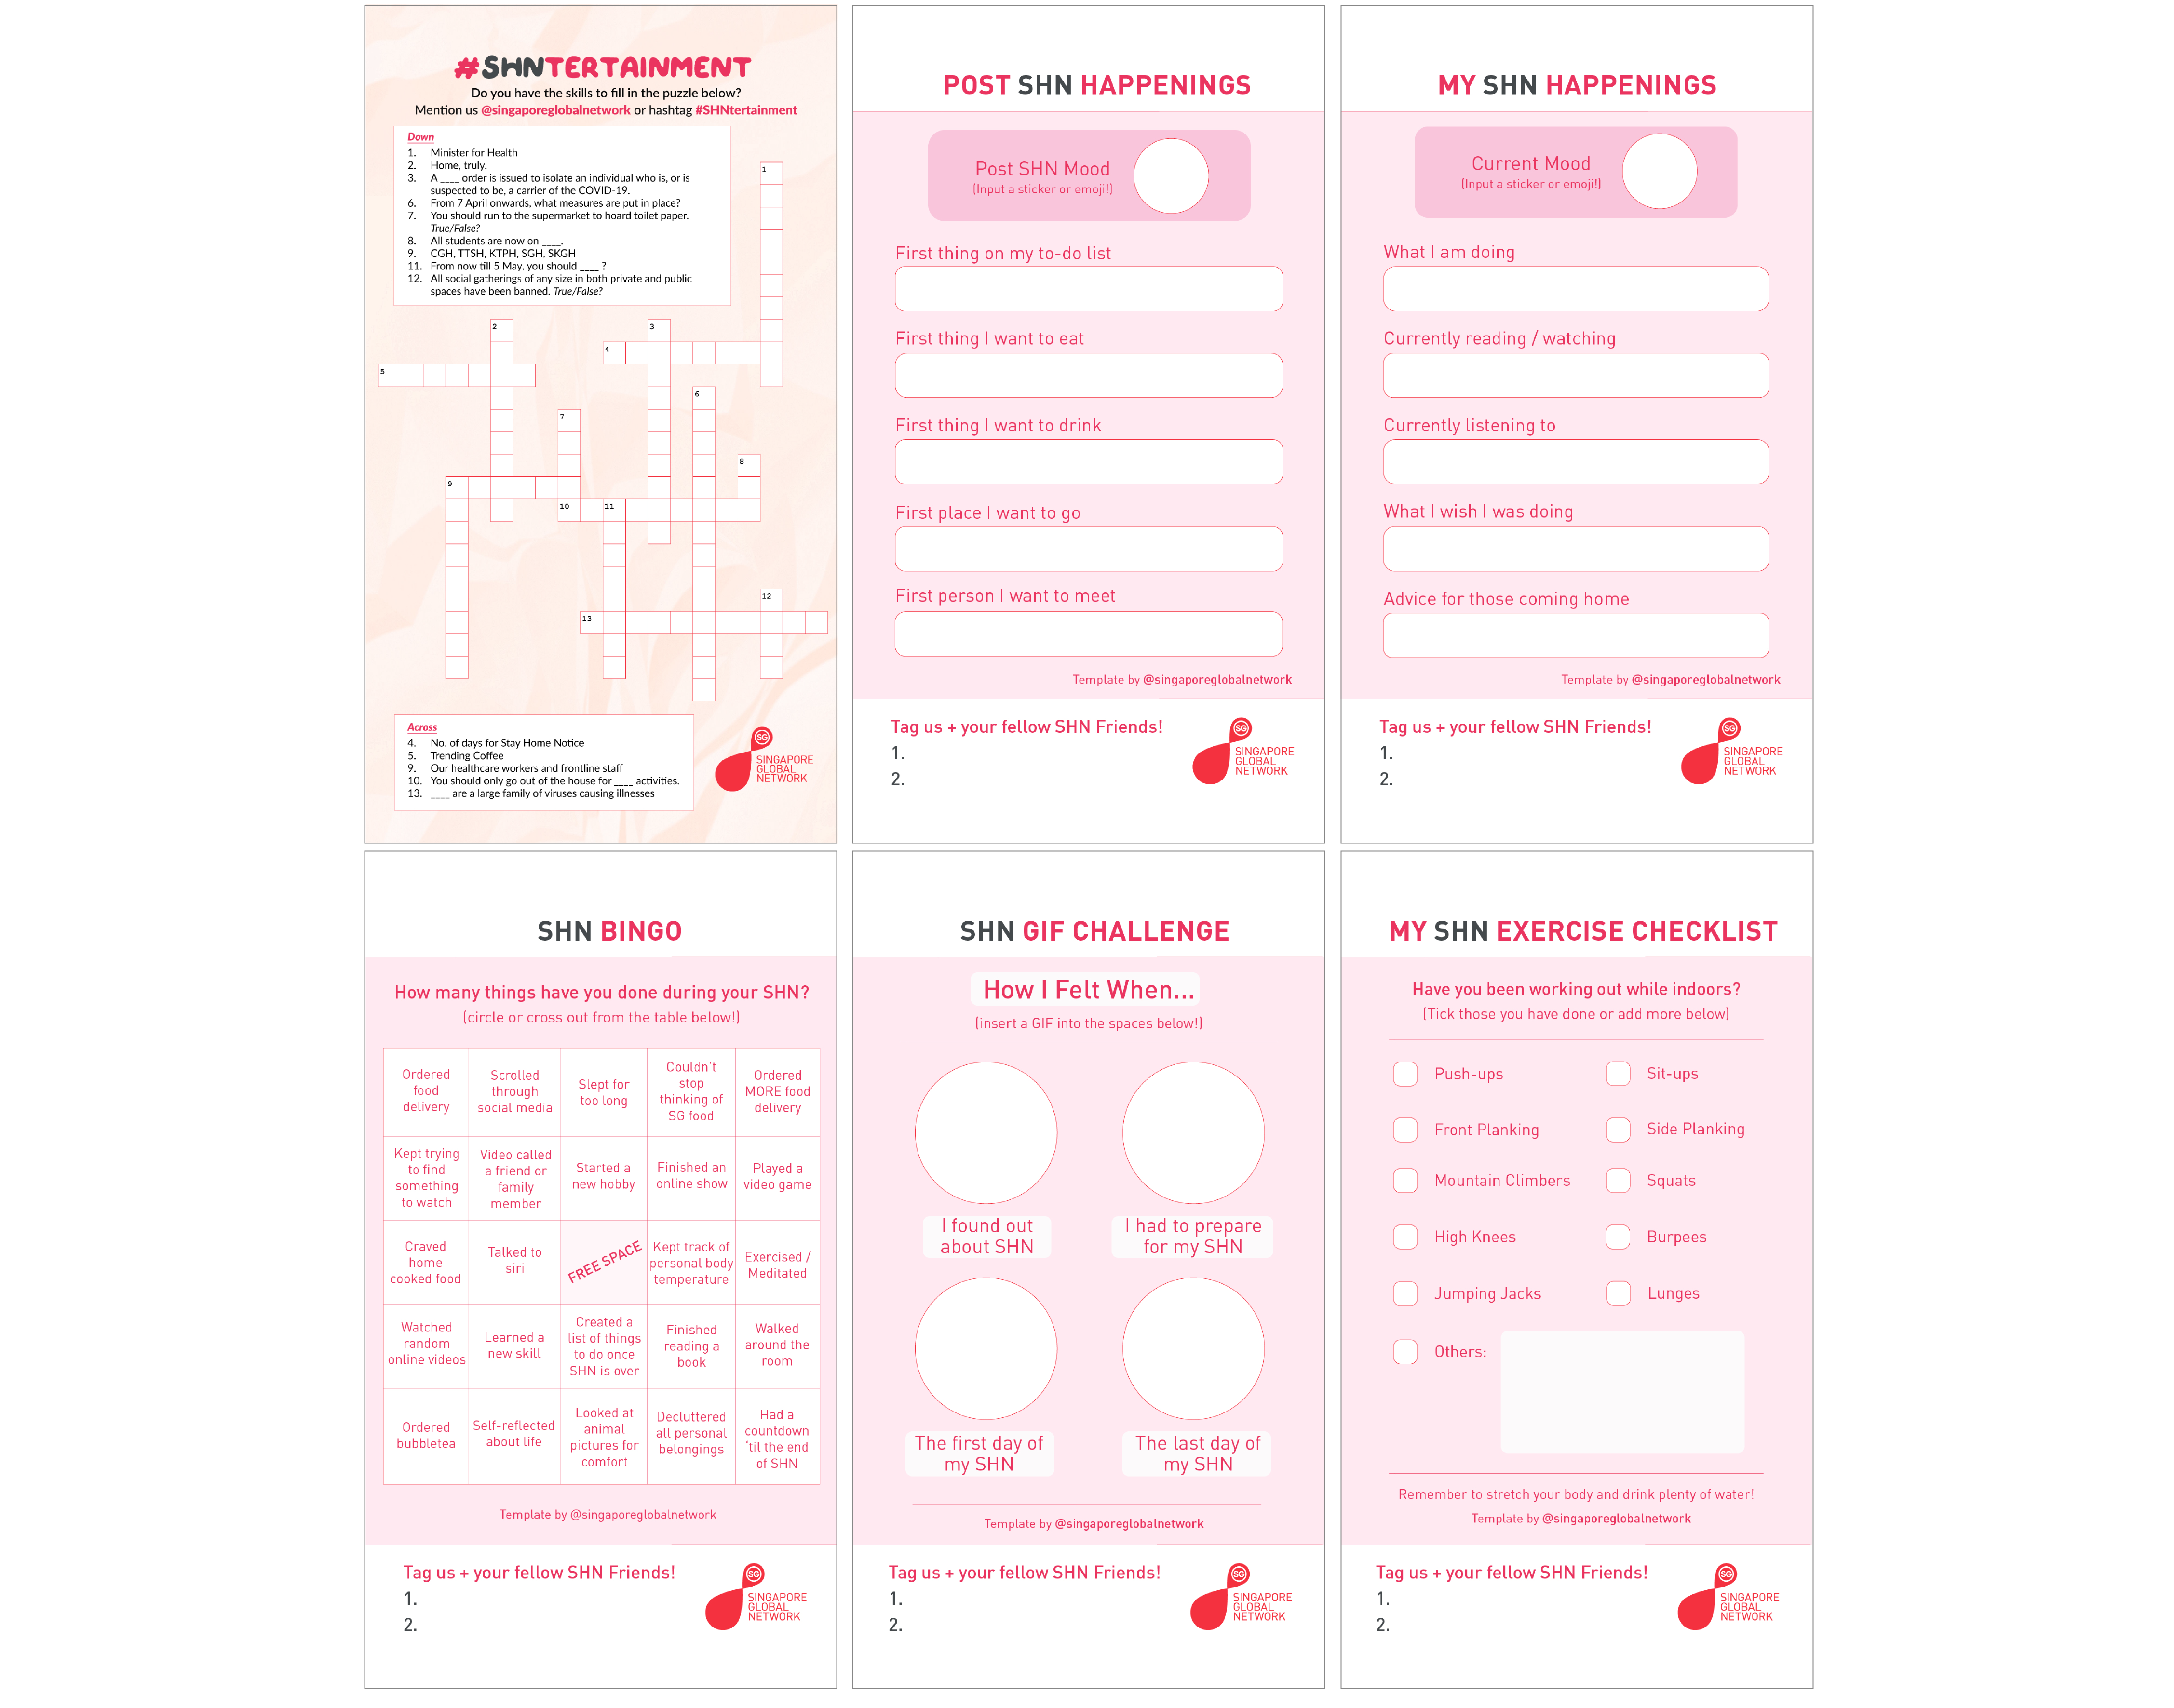 #SHNTERTAINMENT
Do you have the skills to fill in the puzzle below?
Mention us @singaporeglobalnetwork or hashtag #SHNtertainment
Down
1. Minister for Health
2. Home, truly.
3. A ____ order is issued to isolate an individual who is, or is
suspected to be, a carrier of the COVID-19.
6. From 7 April onwards, what measures are put in place?
7. You should run to the supermarket to hoard toilet paper.
True/False?
8. All students are now on ____.
9. CGH, TTSH, KTPH, SGH, SKGH
11. From now till 5 May, you should ____ ?
12. All social gatherings of any size in both private and public
spaces have been banned. True/False?
1
2
3
4
5
6
7
8
9
10
11
12
13
Across
4. No. of days for Stay Home Notice
5. Trending Coffee
9. Our healthcare workers and frontline staff
10. You should only go out of the house for ____ activities.
13. ____ are a large family of viruses causing illnesses
SG
SINGAPORE
GLOBAL
NETWORK
POST SHN HAPPENINGS
Post SHN Mood
(Input a sticker or emoji!)
First thing on my to-do list
First thing I want to eat
First thing I want to drink
First place I want to go
First person I want to meet
Template by @singaporeglobalnetwork
Tag us + your fellow SHN Friends!
1.
2.
SG
SINGAPORE
GLOBAL
NETWORK
MY SHN HAPPENINGS
Current Mood
(Input a sticker or emoji!)
What I am doing
Currently reading / watching
Currently listening to
What I wish I was doing
Advice for those coming home
Template by @singaporeglobalnetwork
Tag us + your fellow SHN Friends!
1.
2.
SG
SINGAPORE
GLOBAL
NETWORK
SHN BINGO
How many things have you done during your SHN?
(circle or cross out from the table below!)
Ordered
food
delivery
Scrolled
through
social media
Slept for
too long
Couldn't
stop
thinking of
SG food
Ordered
MORE food
delivery
Kept trying
to find
something
to watch
Video called
a friend or
family
member
Started a
new hobby
Finished an
online show
Played a
video game
Craved
home
cooked food
Talked to
siri
FREE SPACE
Kept track of
personal body
temperature
Exercised /
Meditated
Watched
random
online videos
Learned a
new skill
Created a
list of things
to do once
SHN is over
Finished
reading a
book
Walked
around the
room
Ordered
bubbletea
Self-reflected
about life
Looked at
animal
pictures for
comfort
Decluttered
all personal
belongings
Had a
countdown
'til the end
of SHN
Template by @singaporeglobalnetwork
Tag us + your fellow SHN Friends!
1.
2.
SG
SINGAPORE
GLOBAL
NETWORK
SHN GIF CHALLENGE
How I Felt When...
(insert a GIF into the spaces below!)
I found out
about SHN
I had to prepare
for my SHN
The first day of
my SHN
The last day of
my SHN
Template by @singaporeglobalnetwork
Tag us + your fellow SHN Friends!
1.
2.
SG
SINGAPORE
GLOBAL
NETWORK
MY SHN EXERCISE CHECKLIST
Have you been working out while indoors?
(Tick those you have done or add more below)
Push-ups
Sit-ups
Front Planking
Side Planking
Mountain Climbers
Squats
High Knees
Burpees
Jumping Jacks
Lunges
Others:
Remember to stretch your body and drink plenty of water!
Template by @singaporeglobalnetwork
Tag us + your fellow SHN Friends!
1.
2.
SG
SINGAPORE
GLOBAL
NETWORK